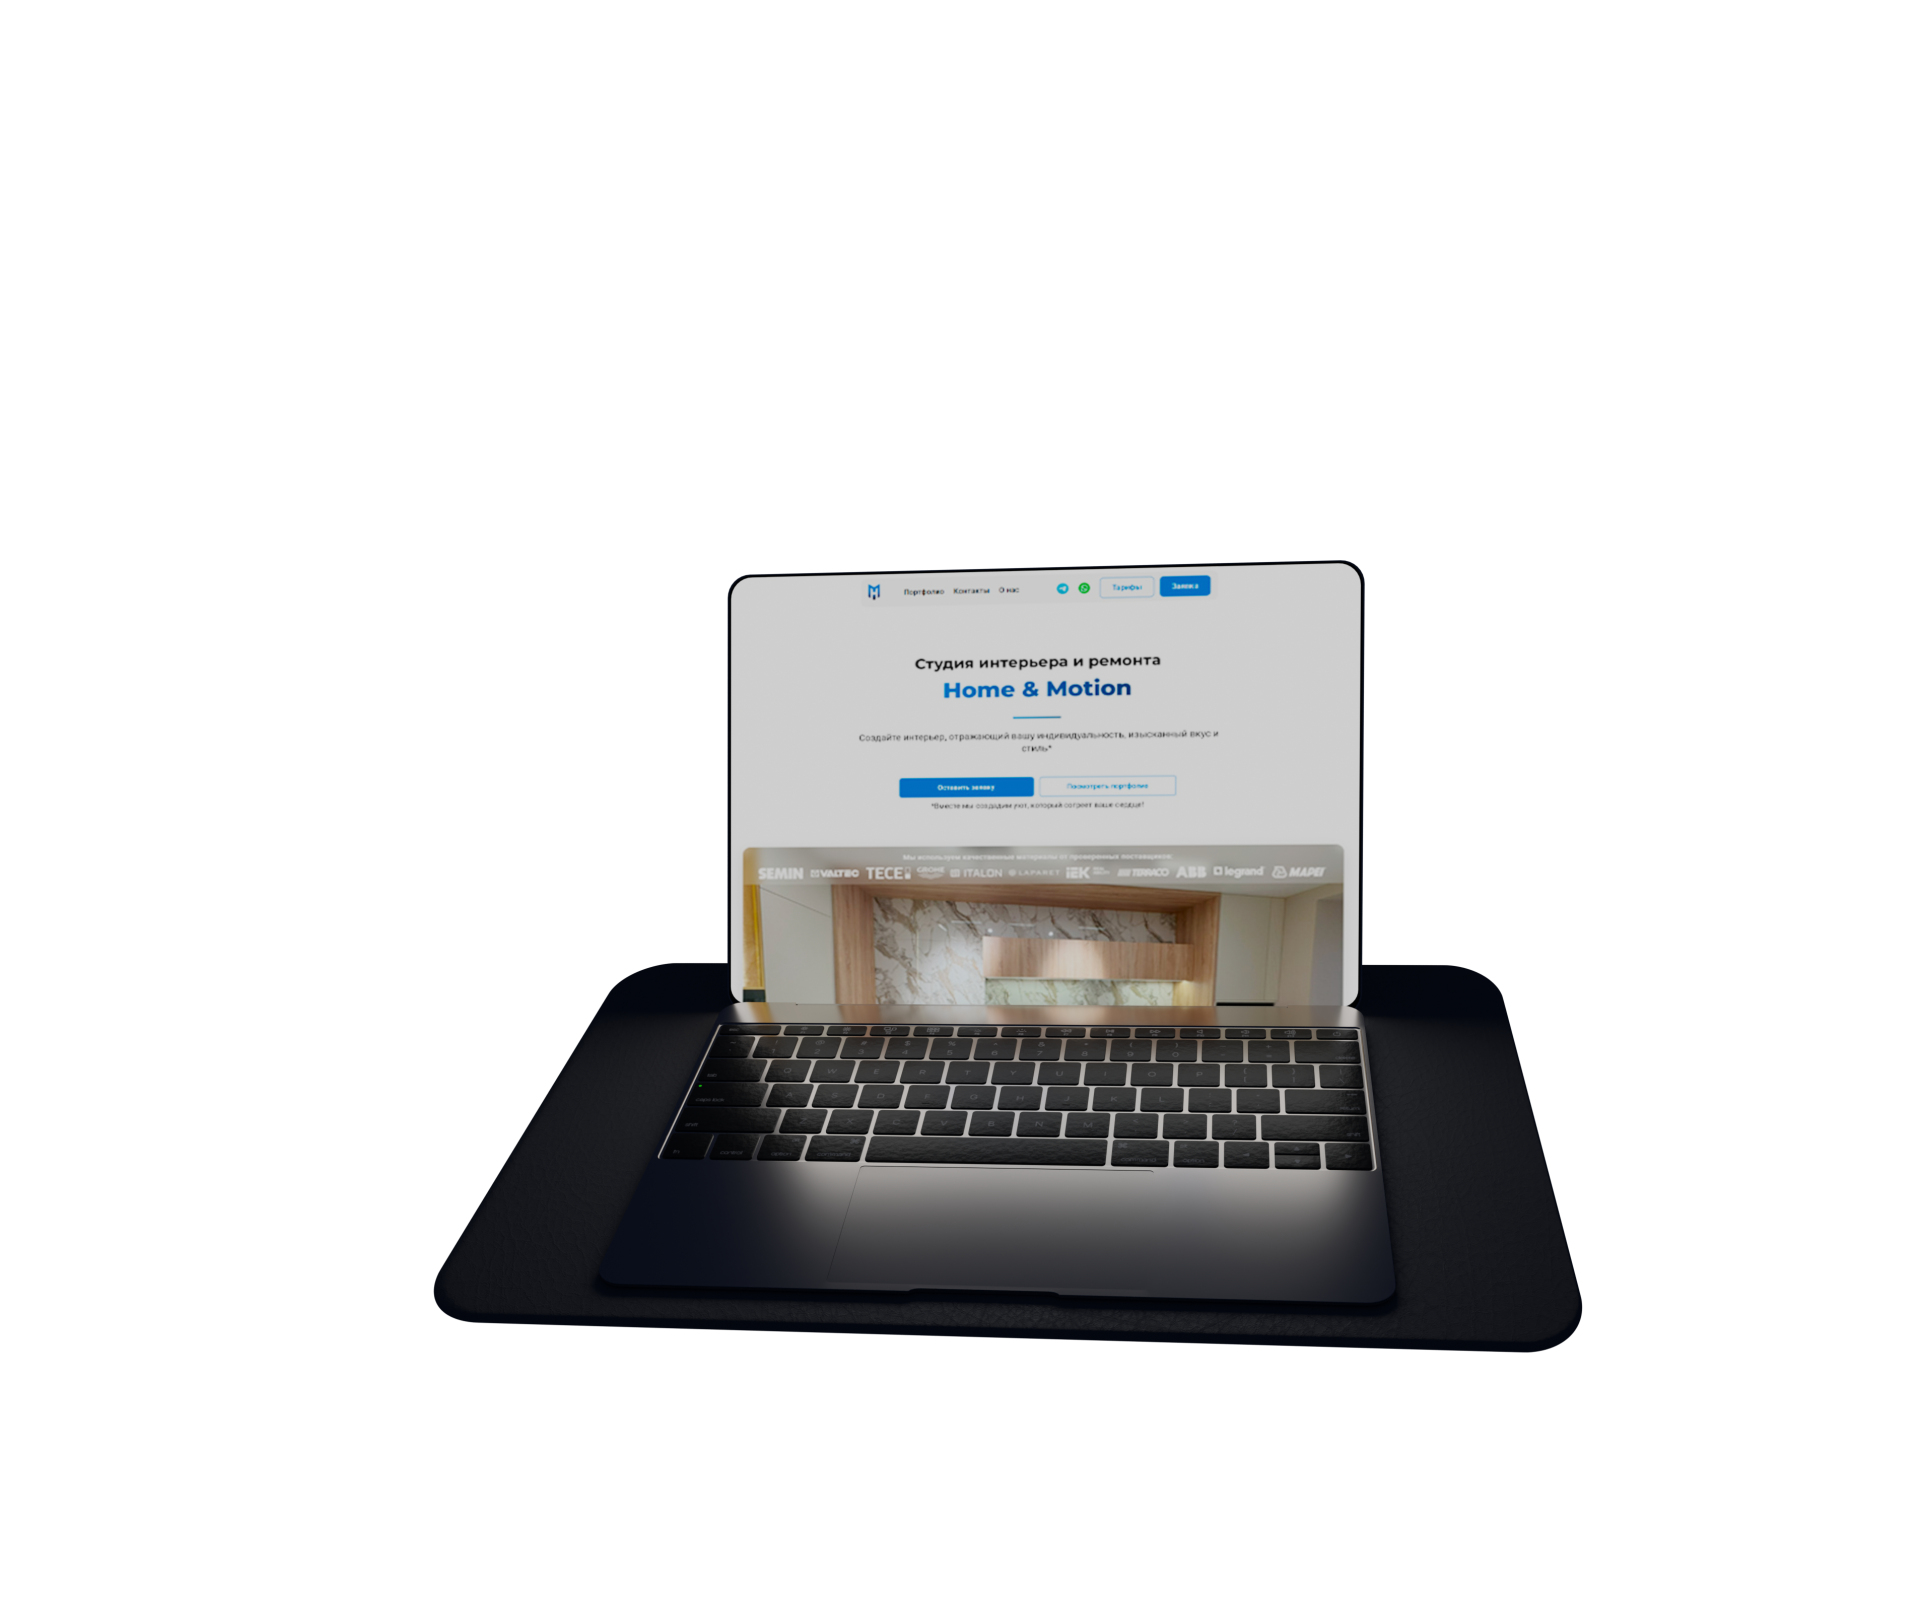 Портфолио Контакты О нас Тарифы Заявка
Студия интерьера и ремонта
Home & Motion
Создайте интерьер, отражающий вашу индивидуальность, изысканный вкус и
стиль*
Оставить заявку Посмотреть портфолио
*Вместе мы создадим уют, который согреет ваше сердце!
Мы используем качественные материалы от проверенных поставщиков:
SEMIN VALTEC TECE GROHE ITALON LAPARET IEK TERRACO ABB legrand MAPEI